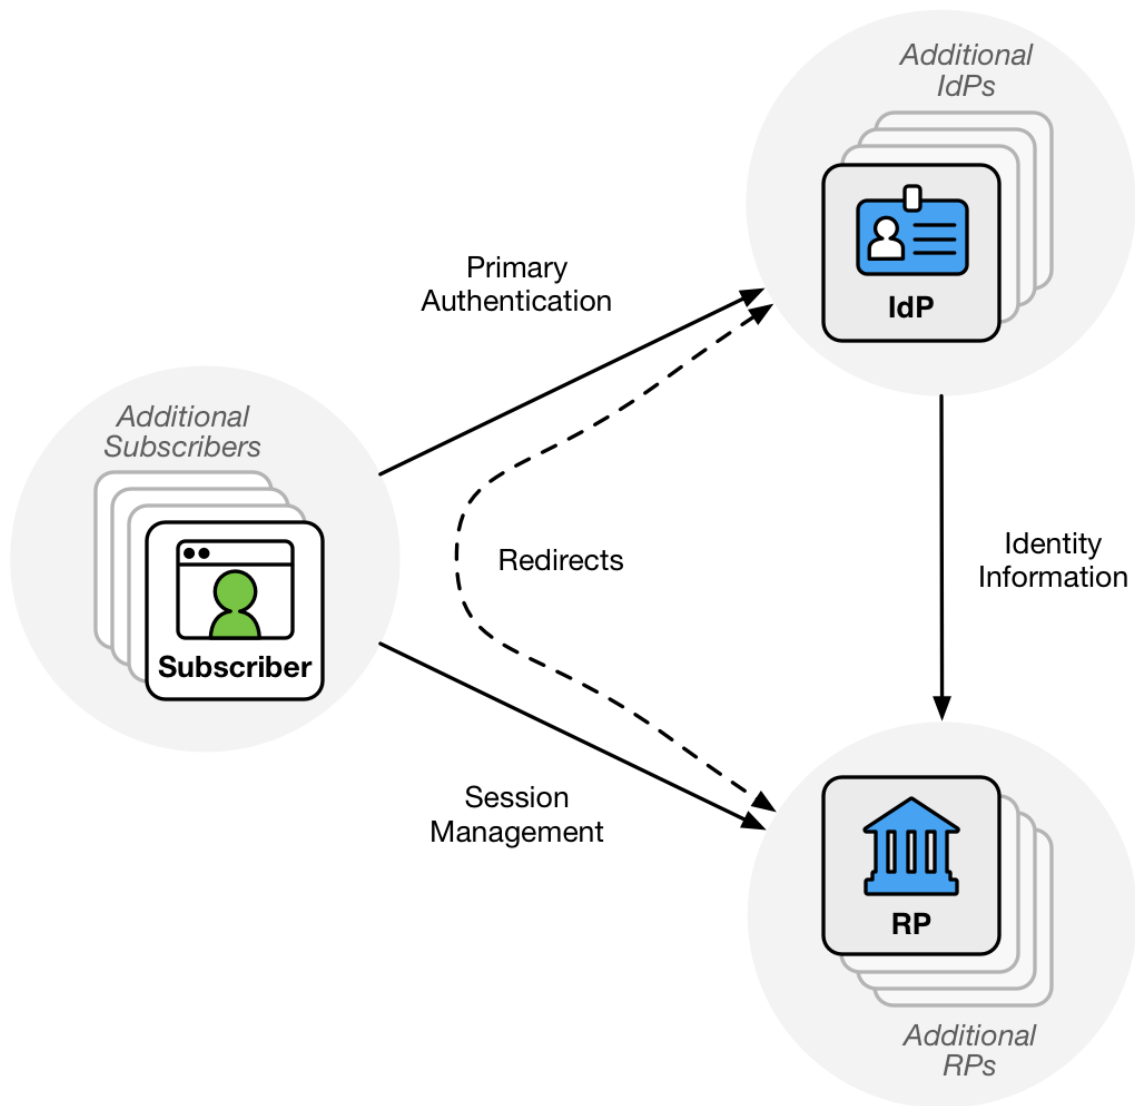 Additional
IdPs
IdP
Primary
Authentication
Additional
Subscribers
Subscriber
Redirects
Identity
Information
Session
Management
RP
Additional
RPs